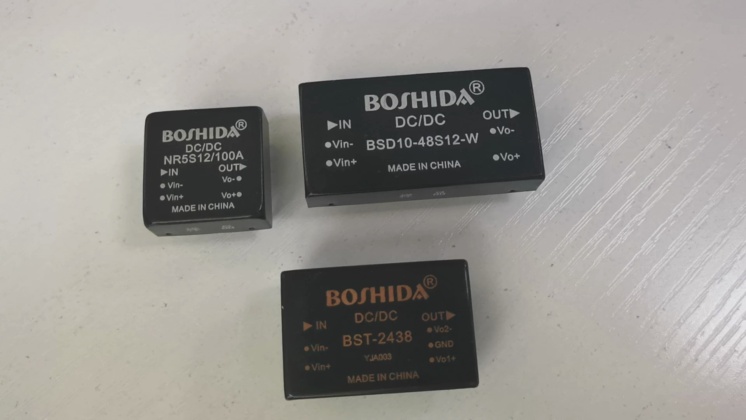 BOSHIDA®
DC/DC
NR5S12/100A
▶IN OUT▶
●Vin- Vo-●
●Vin+ Vo+●
MADE IN CHINA
BOSHIDA®
▶IN DC/DC OUT▶
●Vin- BSD10-48S12-W ●Vo-
●Vin+ ●Vo+
MADE IN CHINA
BOSHIDA®
▶IN DC/DC OUT▶
BST-2438 ●Vo2-
●Vin- YJA003 ●GND
●Vin+ ●Vo1+
MADE IN CHINA